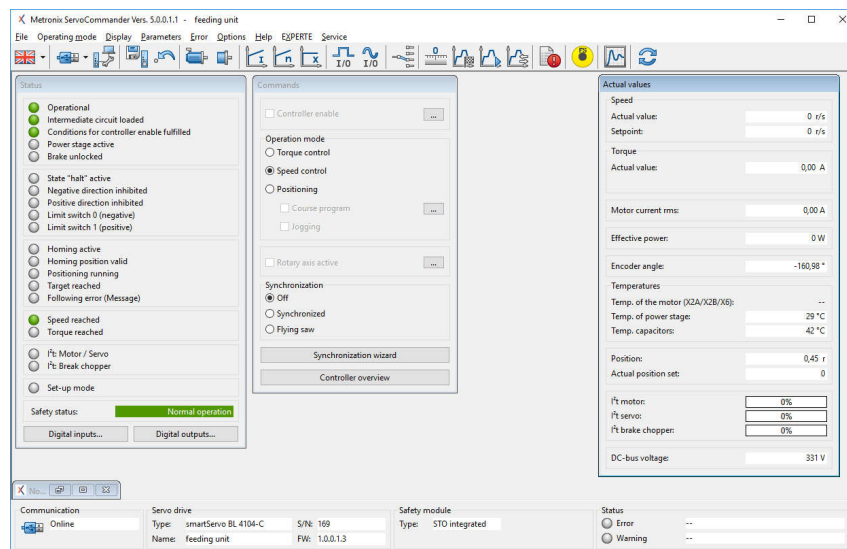 Metronix ServoCommander Vers. 5.0.0.1.1 - feeding unit
File Operating mode Display Parameters Error Options Help EXPERTE Service
I n x I/O I/O 0
Status
Operational
Intermediate circuit loaded
Conditions for controller enable fulfilled
Power stage active
Brake unlocked
State "halt" active
Negative direction inhibited
Positive direction inhibited
Limit switch 0 (negative)
Limit switch 1 (positive)
Homing active
Homing position valid
Positioning running
Target reached
Following error (Message)
Speed reached
Torque reached
I²t: Motor / Servo
I²t: Break chopper
Set-up mode
Safety status: Normal operation
Digital inputs... Digital outputs...
Commands
Controller enable ...
Operation mode
Torque control
Speed control
Positioning
Course program ...
Jogging
Rotary axis active ...
Synchronization
Off
Synchronized
Flying saw
Synchronization wizard
Controller overview
Actual values
Speed
Actual value: 0 r/s
Setpoint: 0 r/s
Torque
Actual value: 0,00 A
Motor current rms: 0,00 A
Effective power: 0 W
Encoder angle: -160,98 °
Temperatures
Temp. of the motor (X2A/X2B/X6): --
Temp. of power stage: 29 °C
Temp. capacitors: 42 °C
Position: 0,45 r
Actual position set: 0
I²t motor: 0%
I²t servo: 0%
I²t brake chopper: 0%
DC-bus voltage: 331 V
No...
Communication
Online
Servo drive
Type: smartServo BL 4104-C S/N: 169
Name: feeding unit FW: 1.0.0.1.3
Safety module
Type: STO integrated
Status
Error --
Warning --